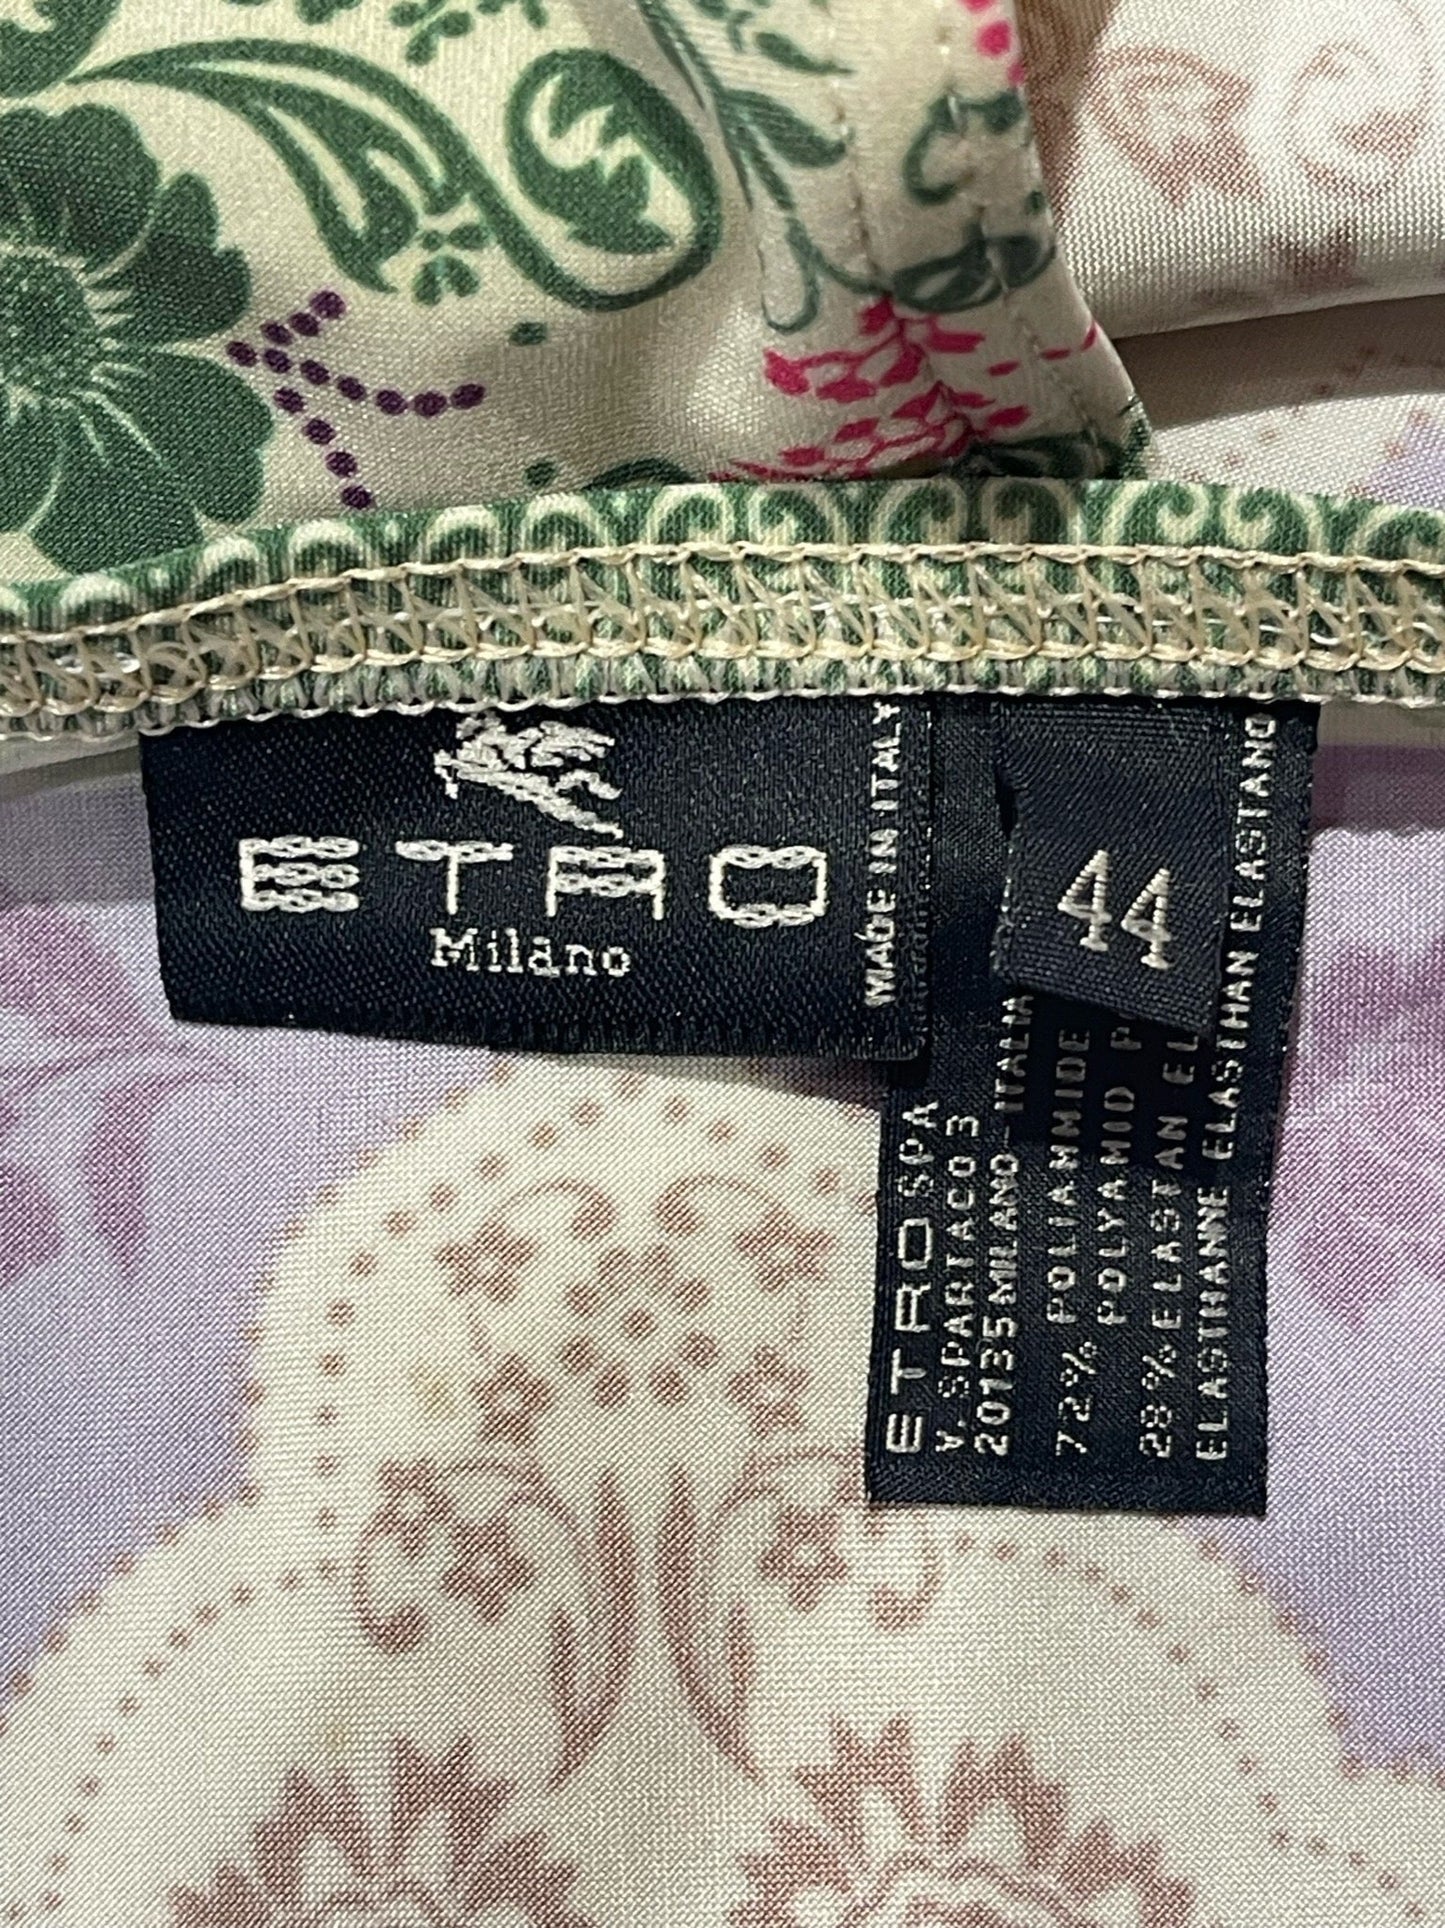 ETRO
Milano
MADE IN ITALY
44
ETRO SPA
V. SPARTACO 3
20135 MILANO - ITALIA
72% POLIAMMIDE
POLYAMID P
28% ELASTAN EL
ELASTHANNE ELASTHAN ELASTANO